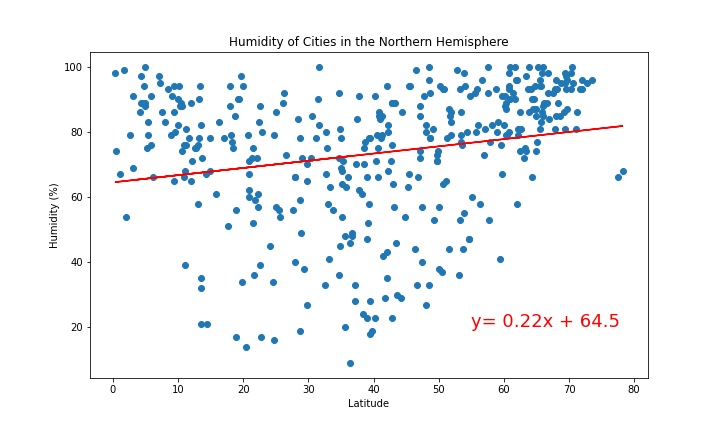 Humidity of Cities in the Northern Hemisphere
Humidity (%)
100
80
60
40
20
y= 0.22x + 64.5
0 10 20 30 40 50 60 70 80
Latitude